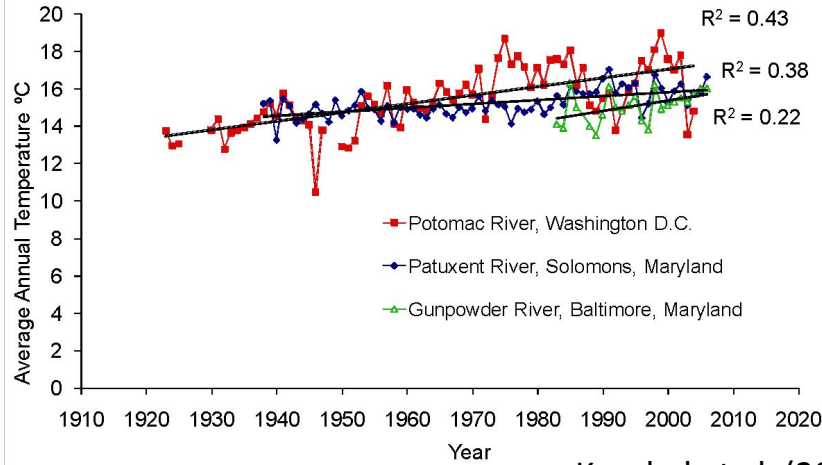 20
18
16
14
12
10
8
6
4
2
0
Average Annual Temperature ºC
R² = 0.43
R² = 0.38
R² = 0.22
Potomac River, Washington D.C.
Patuxent River, Solomons, Maryland
Gunpowder River, Baltimore, Maryland
1910 1920 1930 1940 1950 1960 1970 1980 1990 2000 2010 2020
Year